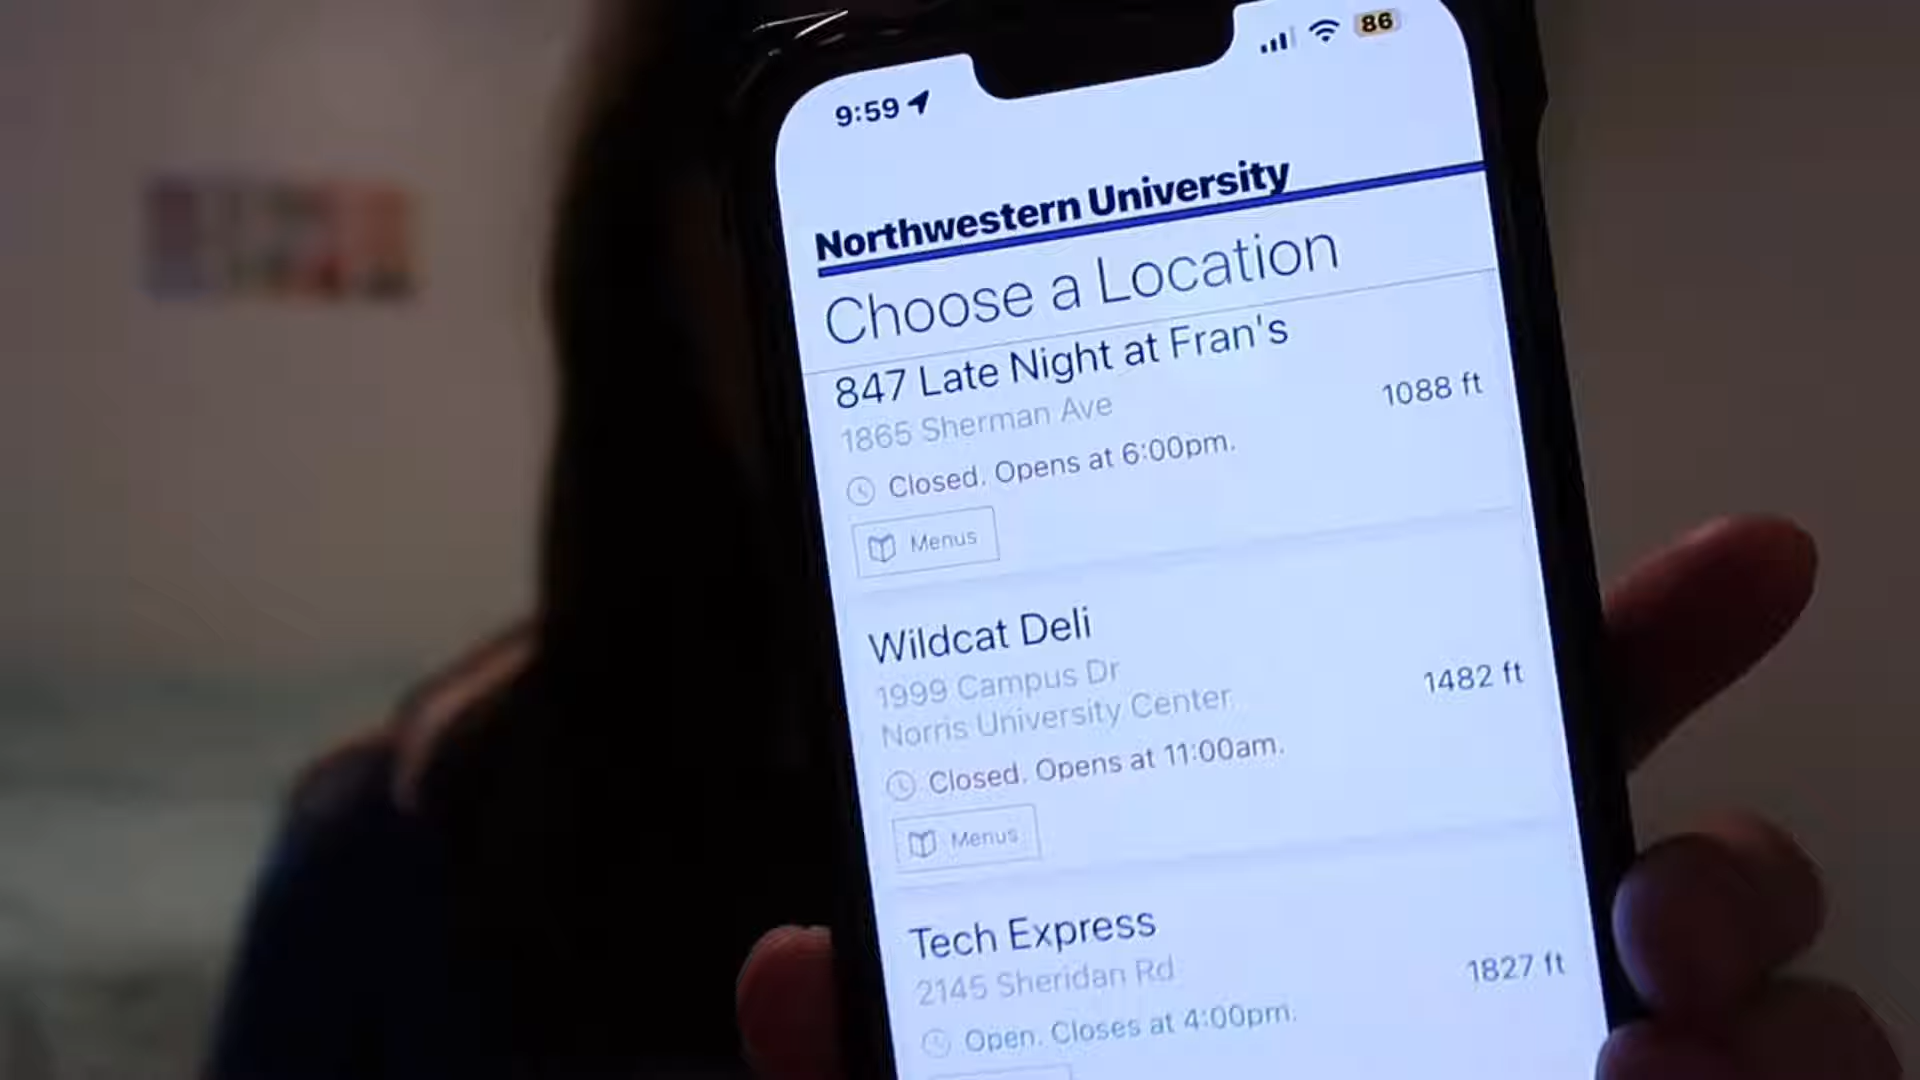 9:59
86
Northwestern University
Choose a Location
847 Late Night at Fran's
1865 Sherman Ave
1088 ft
Closed. Opens at 6:00pm.
Menus
Wildcat Deli
1999 Campus Dr
Norris University Center
1482 ft
Closed. Opens at 11:00am.
Menus
Tech Express
2145 Sheridan Rd
1827 ft
Open. Closes at 4:00pm.